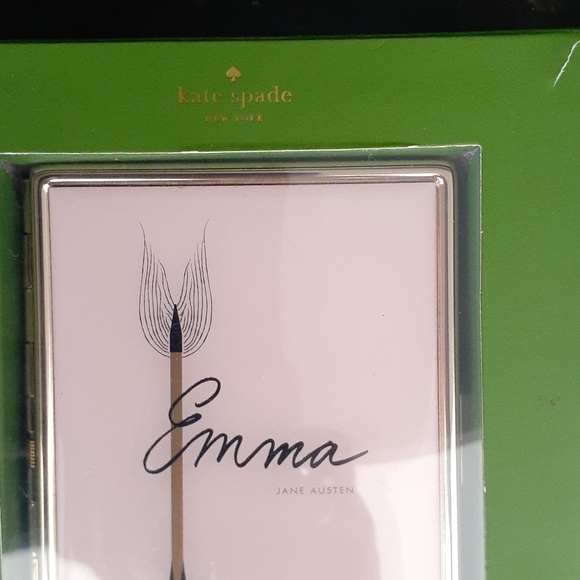 kate spade
NEW YORK
Emma
JANE AUSTEN